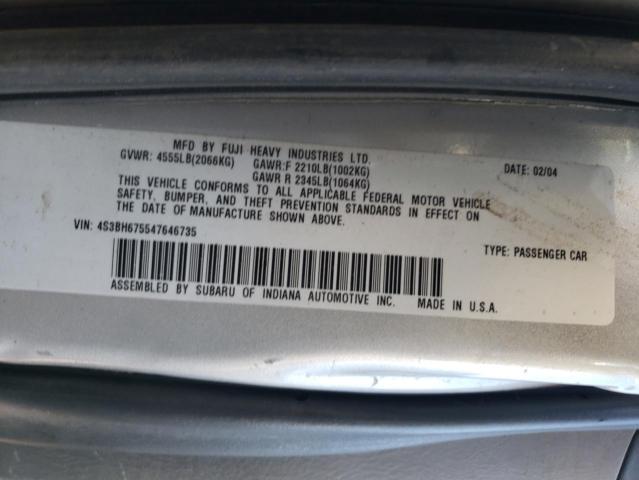 MFD BY FUJI HEAVY INDUSTRIES LTD.
GVWR: 4555LB(2066KG) GAWR:F 2210LB(1002KG) DATE: 02/04
GAWR R 2345LB(1064KG)
THIS VEHICLE CONFORMS TO ALL APPLICABLE FEDERAL MOTOR VEHICLE
SAFETY, BUMPER, AND THEFT PREVENTION STANDARDS IN EFFECT ON
THE DATE OF MANUFACTURE SHOWN ABOVE.
VIN: 4S3BH675547646735 TYPE: PASSENGER CAR
ASSEMBLED BY SUBARU OF INDIANA AUTOMOTIVE INC. MADE IN U.S.A.